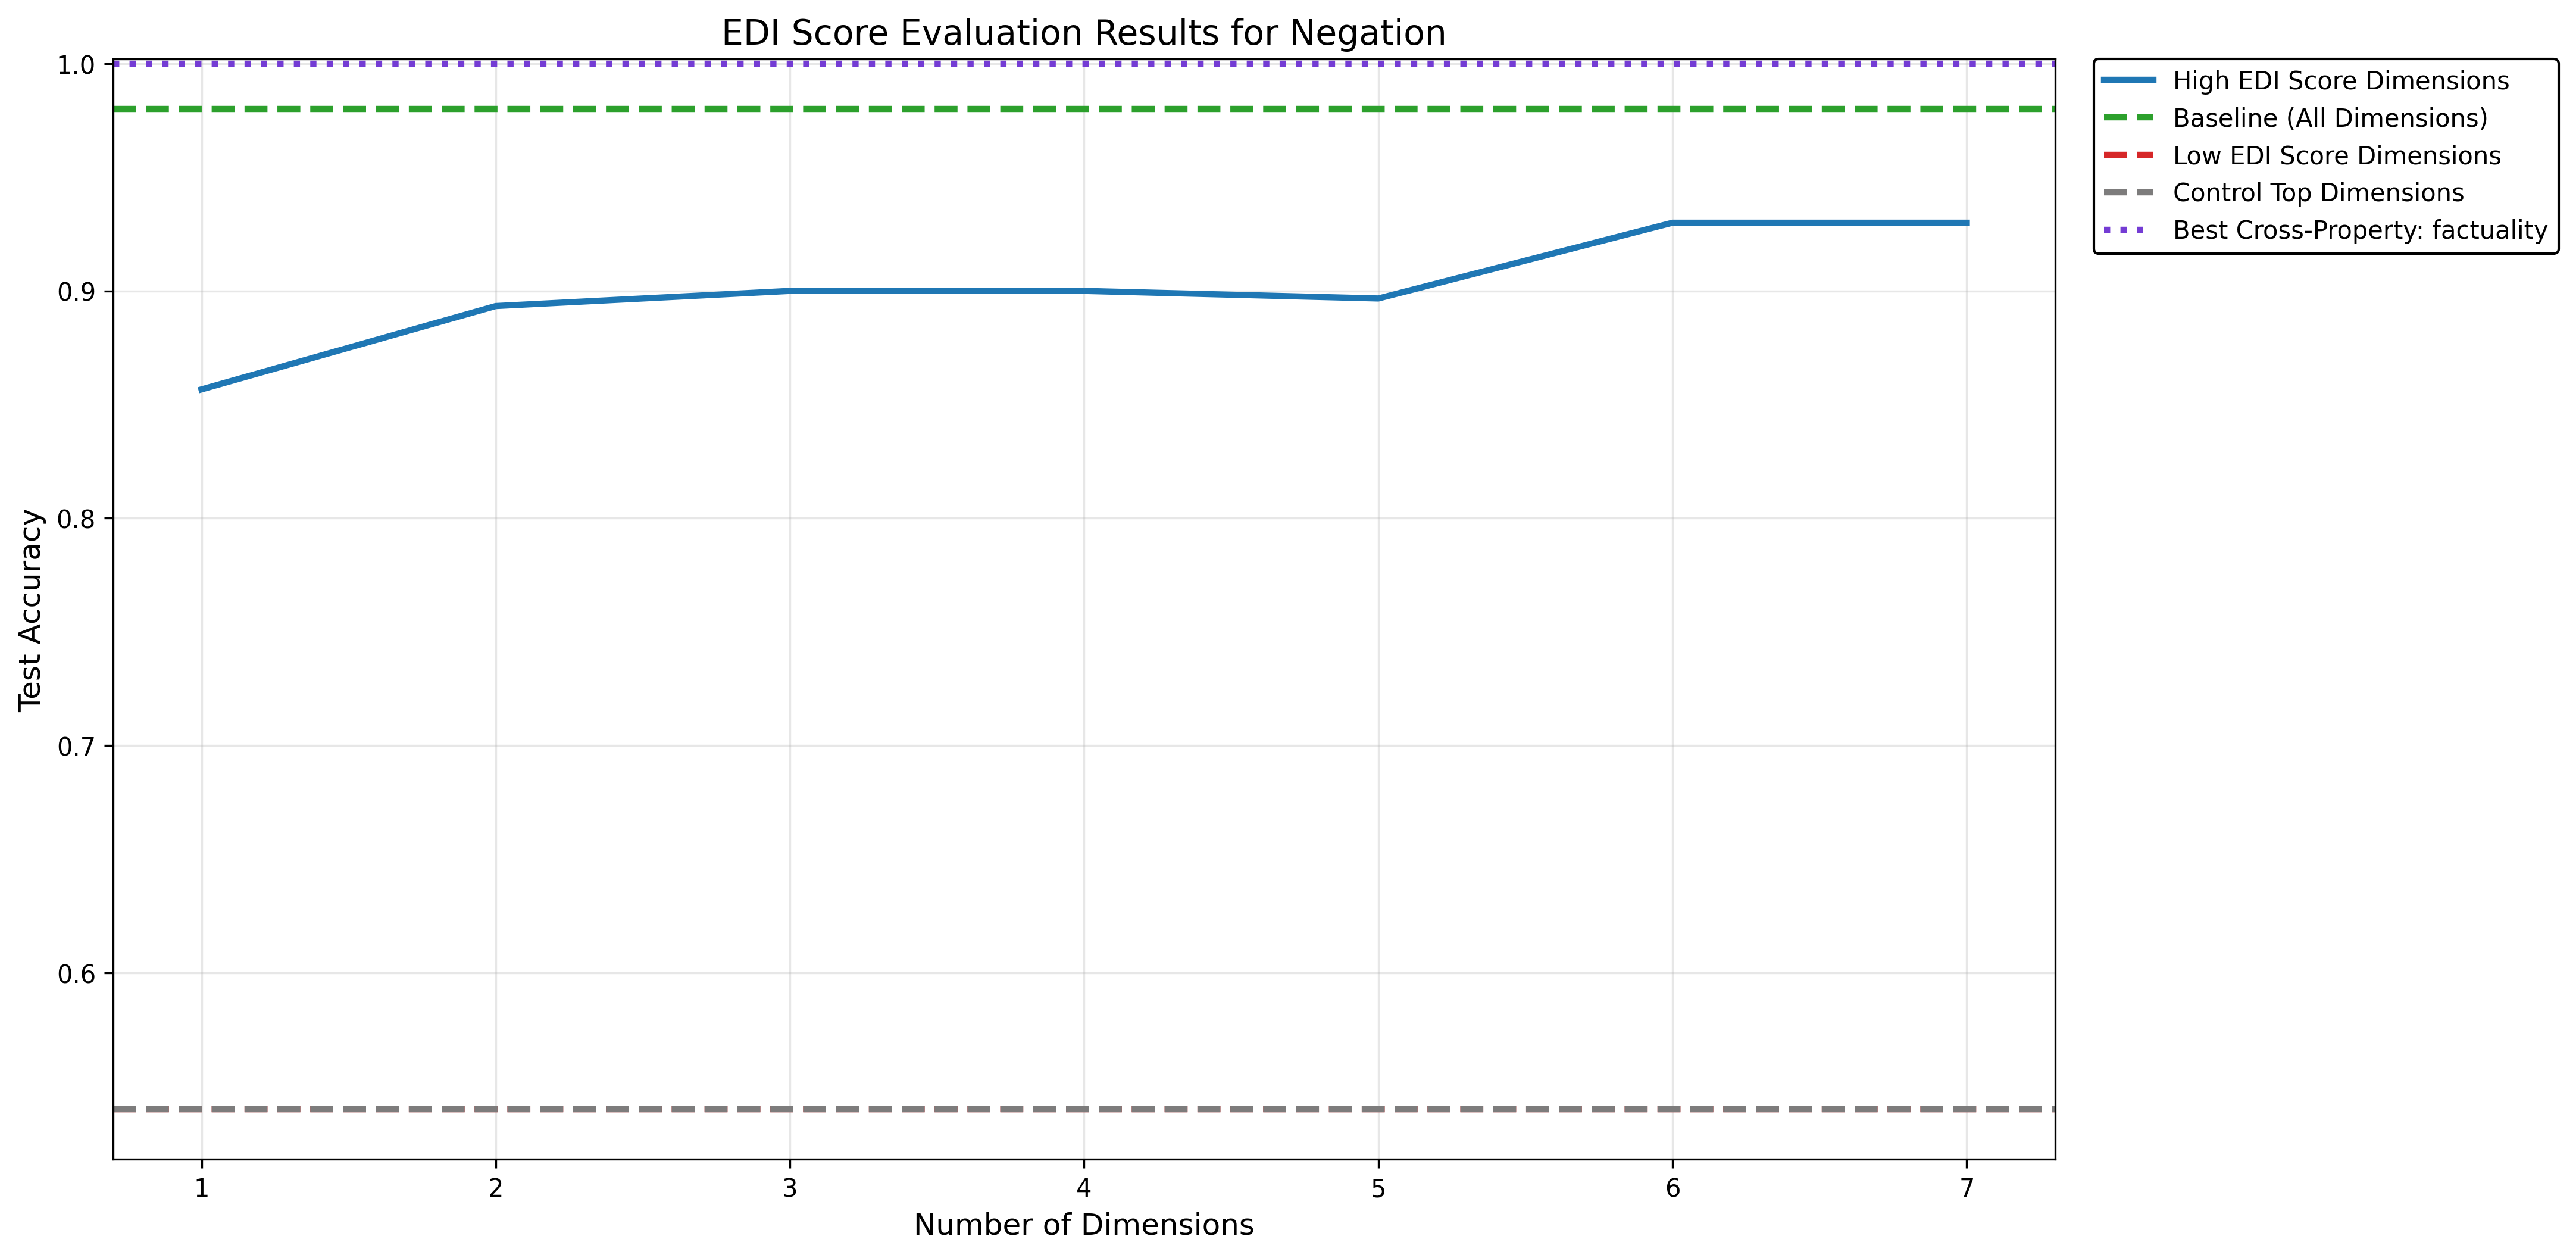 EDI Score Evaluation Results for Negation
1.0
0.9
0.8
0.7
0.6
Test Accuracy
1 2 3 4 5 6 7
Number of Dimensions
High EDI Score Dimensions
Baseline (All Dimensions)
Low EDI Score Dimensions
Control Top Dimensions
Best Cross-Property: factuality